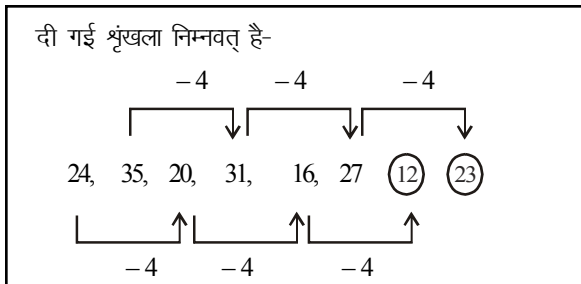 दी गई शृंखला निम्नवत् है-
–4 –4 –4
24, 35, 20, 31, 16, 27 12 23
–4 –4 –4